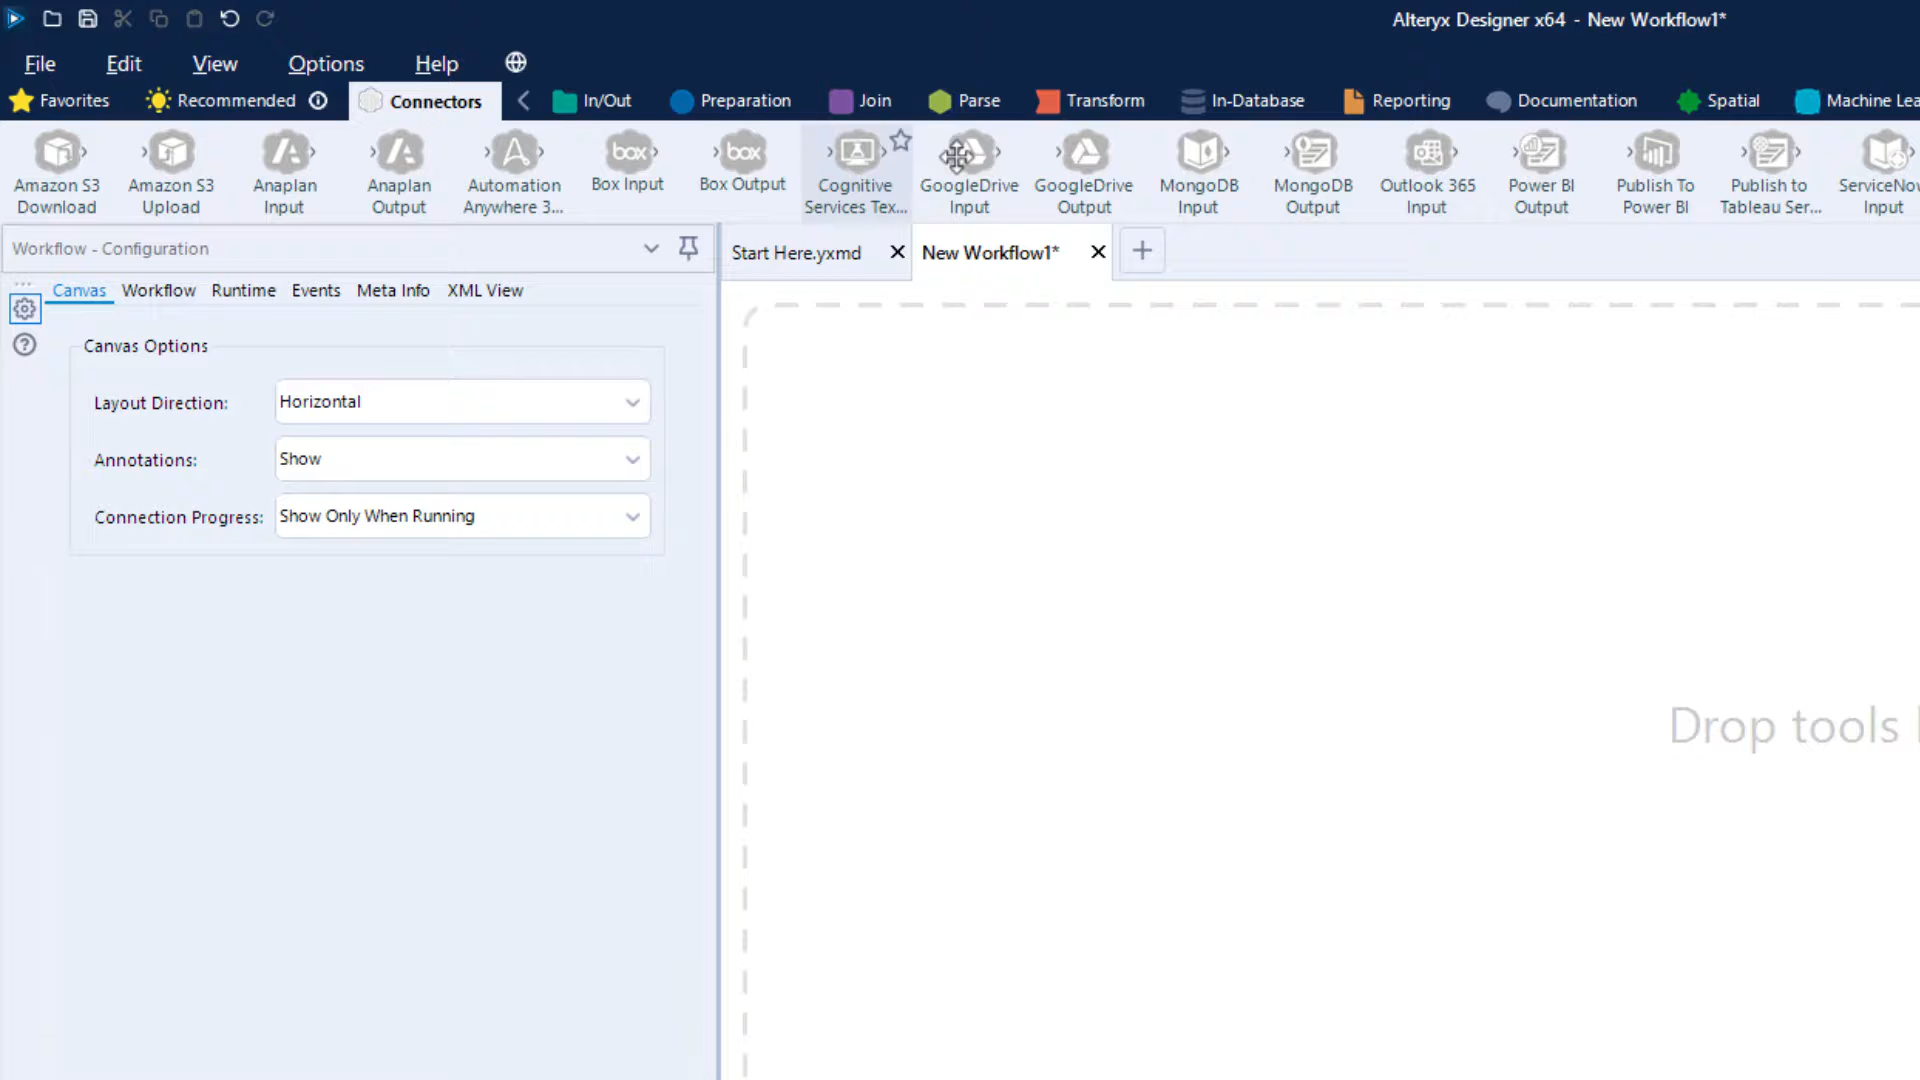 Alteryx Designer x64 - New Workflow1*
File Edit View Options Help
Favorites Recommended Connectors In/Out Preparation Join Parse Transform In-Database Reporting Documentation Spatial Machine Lea
Amazon S3 Download
Amazon S3 Upload
Anaplan Input
Anaplan Output
Automation Anywhere 3...
box
Box Input
box
Box Output
Cognitive Services Tex...
GoogleDrive Input
GoogleDrive Output
MongoDB Input
MongoDB Output
Outlook 365 Input
Power BI Output
Publish To Power BI
Publish to Tableau Ser...
ServiceNow Input
Workflow - Configuration
Start Here.yxmd
New Workflow1*
Canvas Workflow Runtime Events Meta Info XML View
Canvas Options
Layout Direction: Horizontal
Annotations: Show
Connection Progress: Show Only When Running
Drop tools